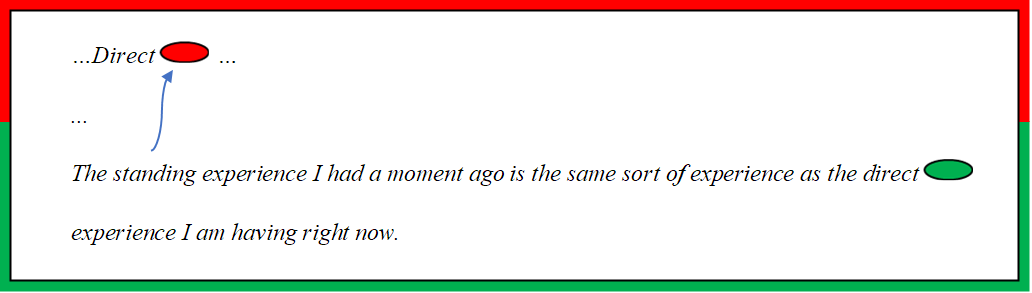 …Direct …
…
The standing experience I had a moment ago is the same sort of experience as the direct
experience I am having right now.